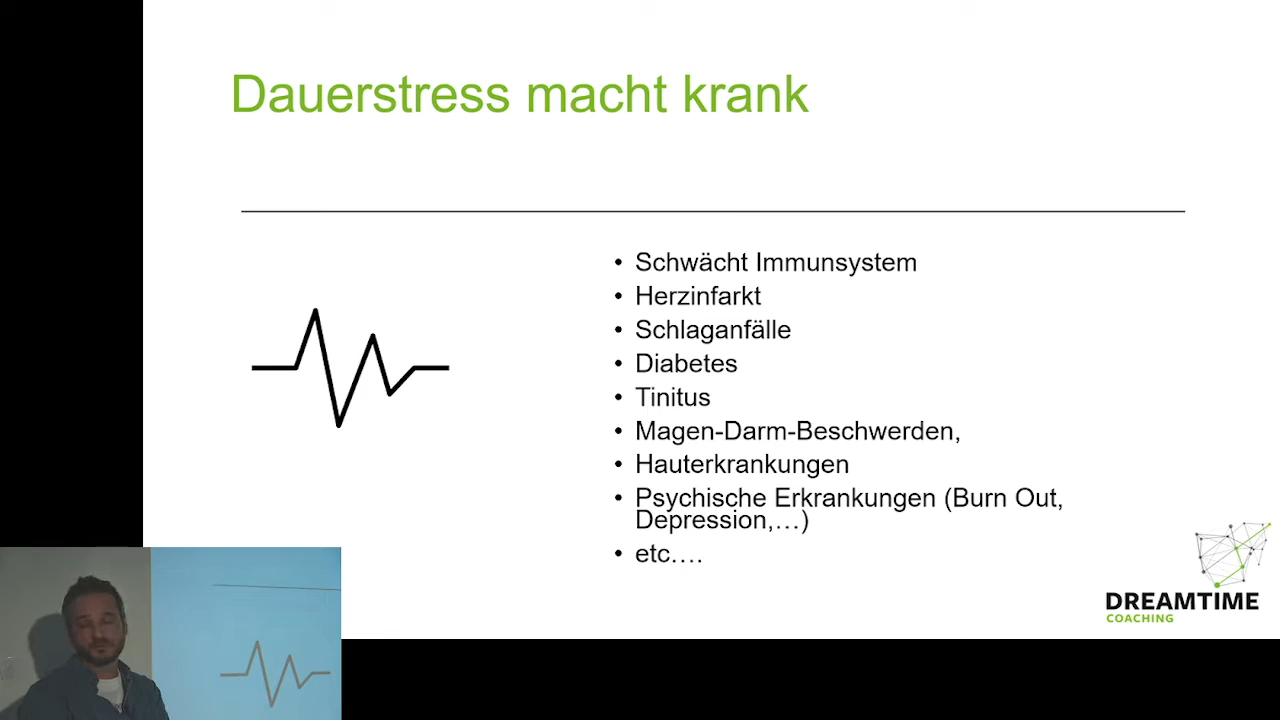 Dauerstress macht krank
• Schwächt Immunsystem
• Herzinfarkt
• Schlaganfälle
• Diabetes
• Tinitus
• Magen-Darm-Beschwerden,
• Hauterkrankungen
• Psychische Erkrankungen (Burn Out,
Depression,…)
• etc….
DREAMTIME
COACHING